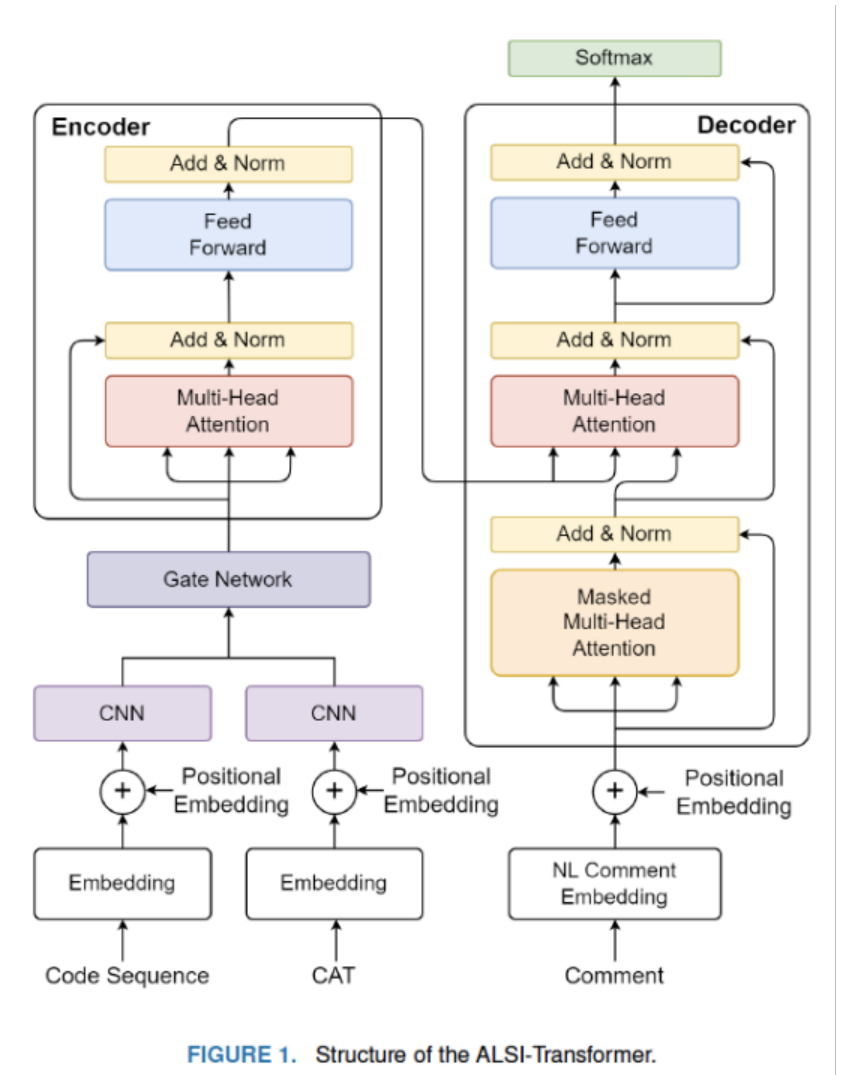 Softmax
Encoder
Decoder
Add & Norm
Feed
Forward
Add & Norm
Multi-Head
Attention
Add & Norm
Feed
Forward
Add & Norm
Multi-Head
Attention
Add & Norm
Masked
Multi-Head
Attention
Gate Network
CNN
CNN
+
Positional
Embedding
+
Positional
Embedding
+
Positional
Embedding
Embedding
Embedding
NL Comment
Embedding
Code Sequence
CAT
Comment
FIGURE 1. Structure of the ALSI-Transformer.